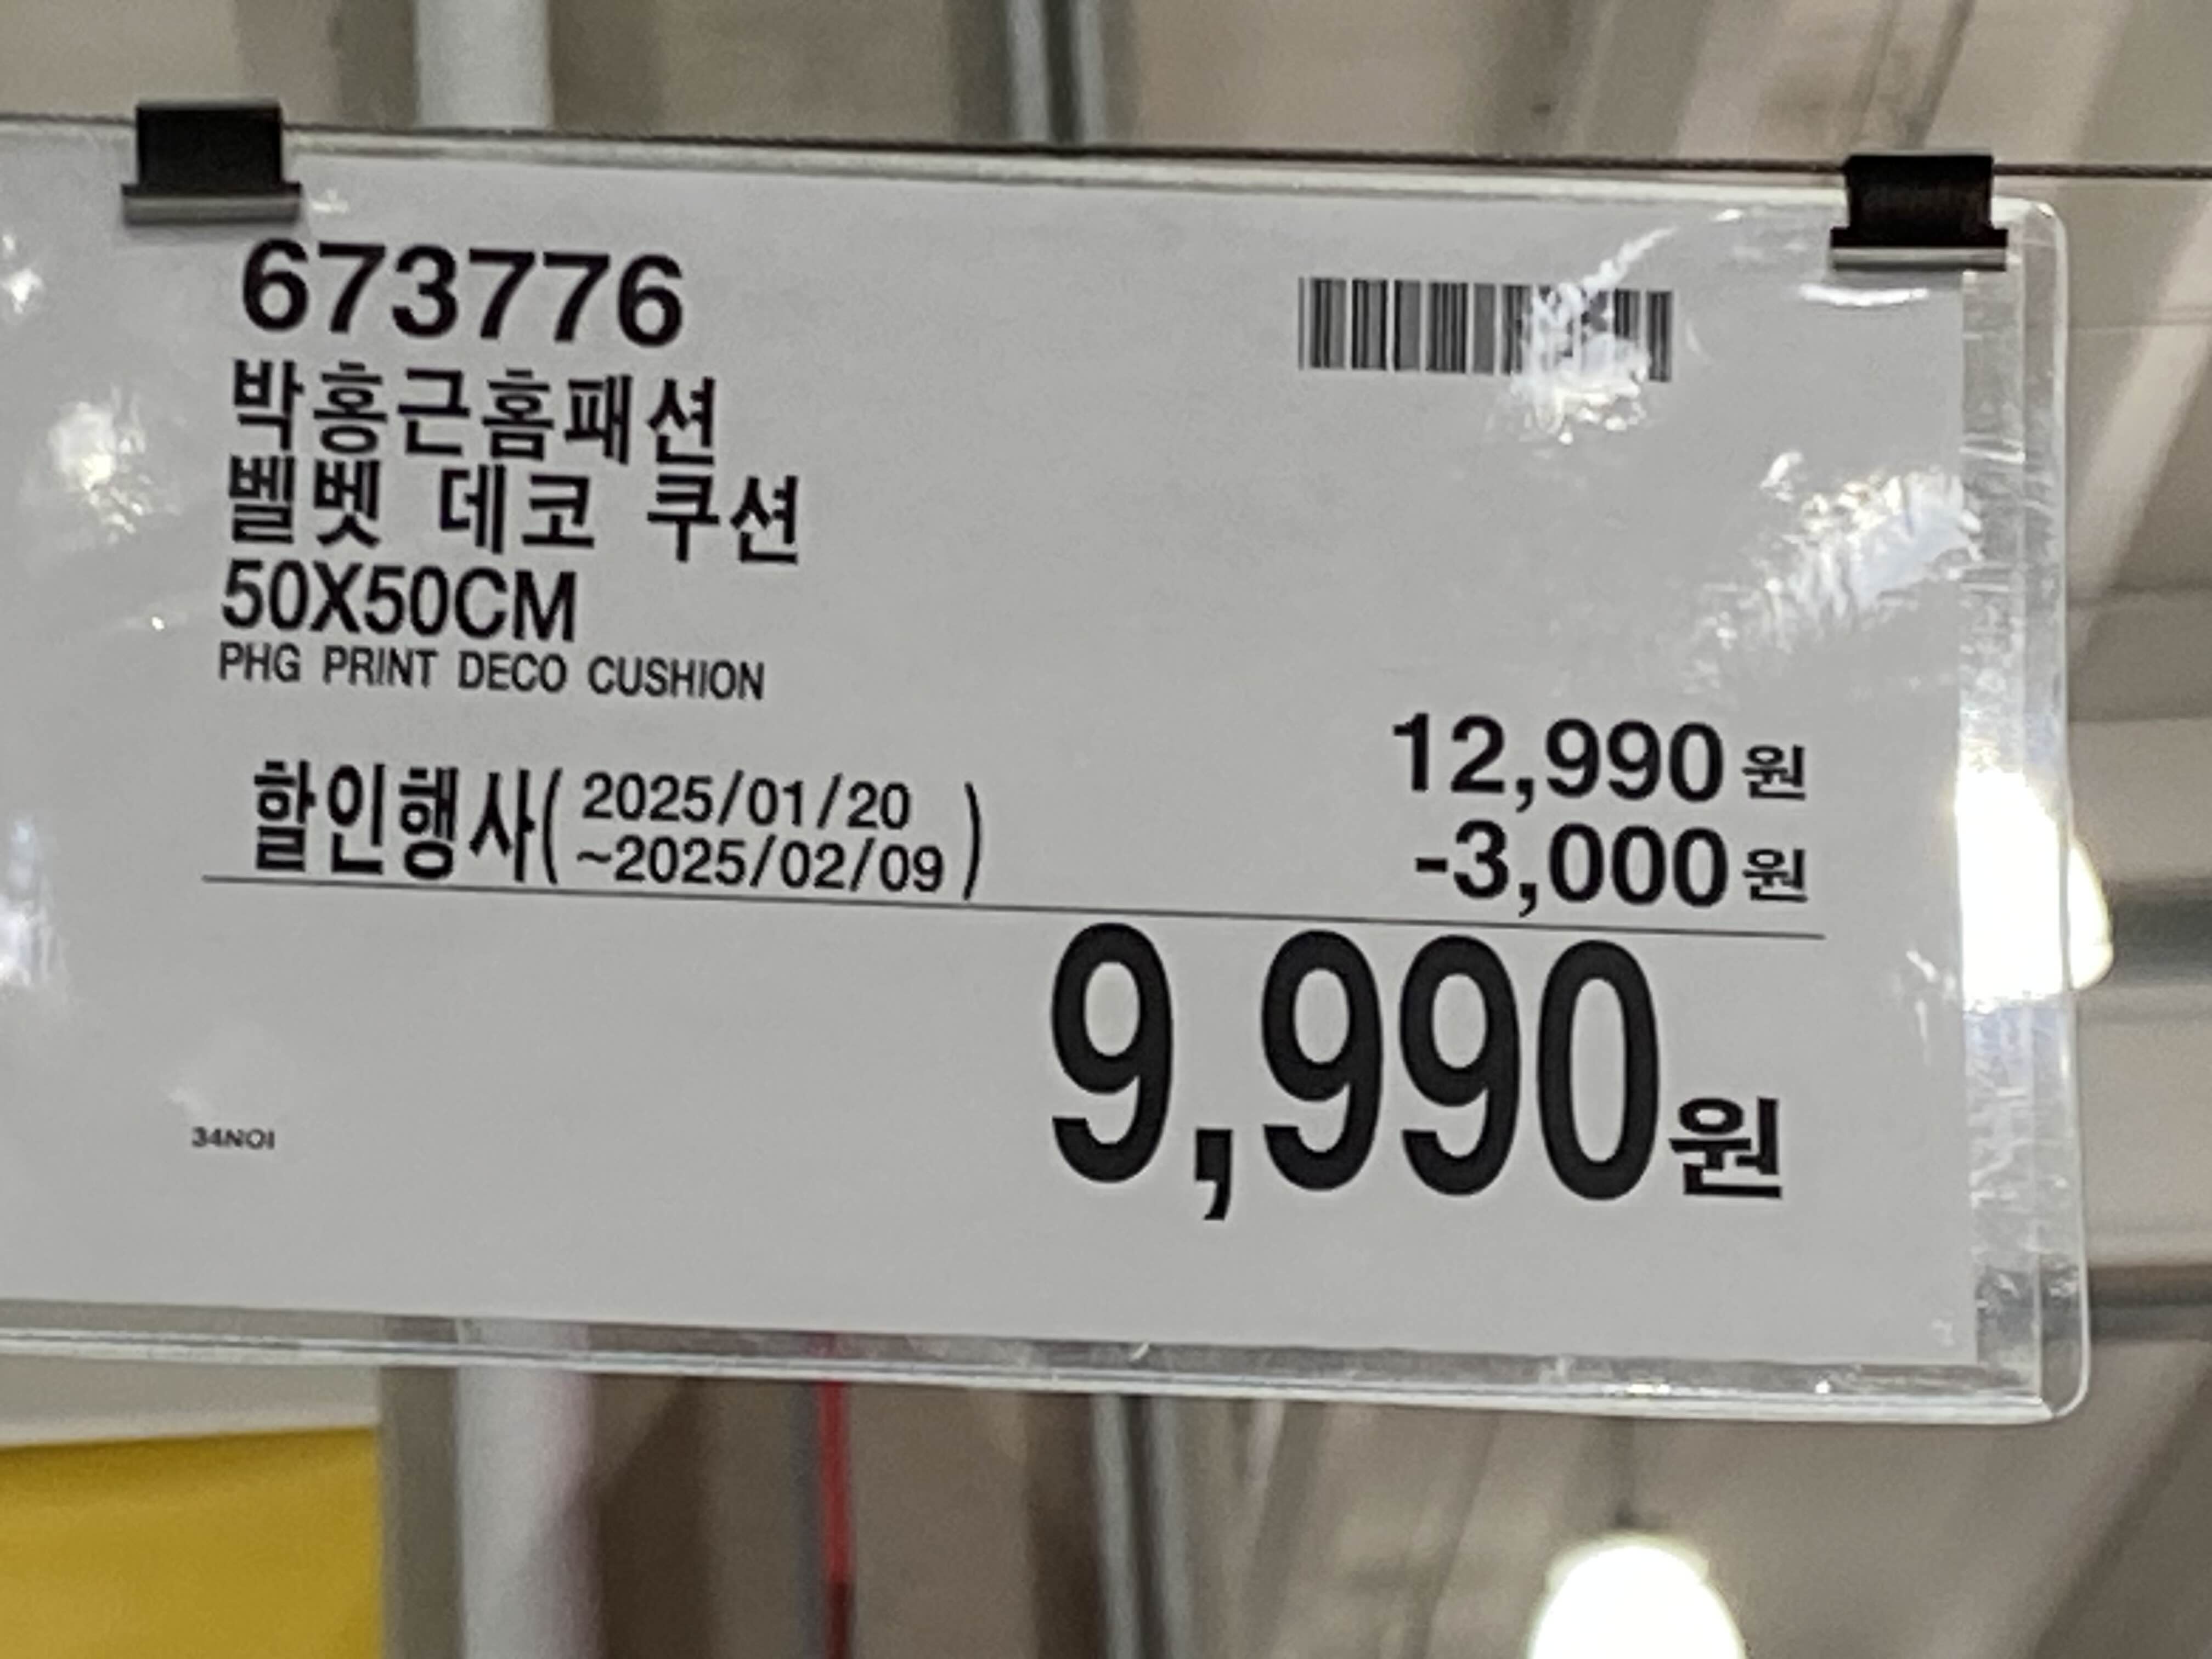 673776
박홍근홈패션
벨벳 데코 쿠션
50X50CM
PHG PRINT DECO CUSHION
12,990원
할인행사( 2025/01/20
~2025/02/09 )
-3,000원
9,990원
34NOI